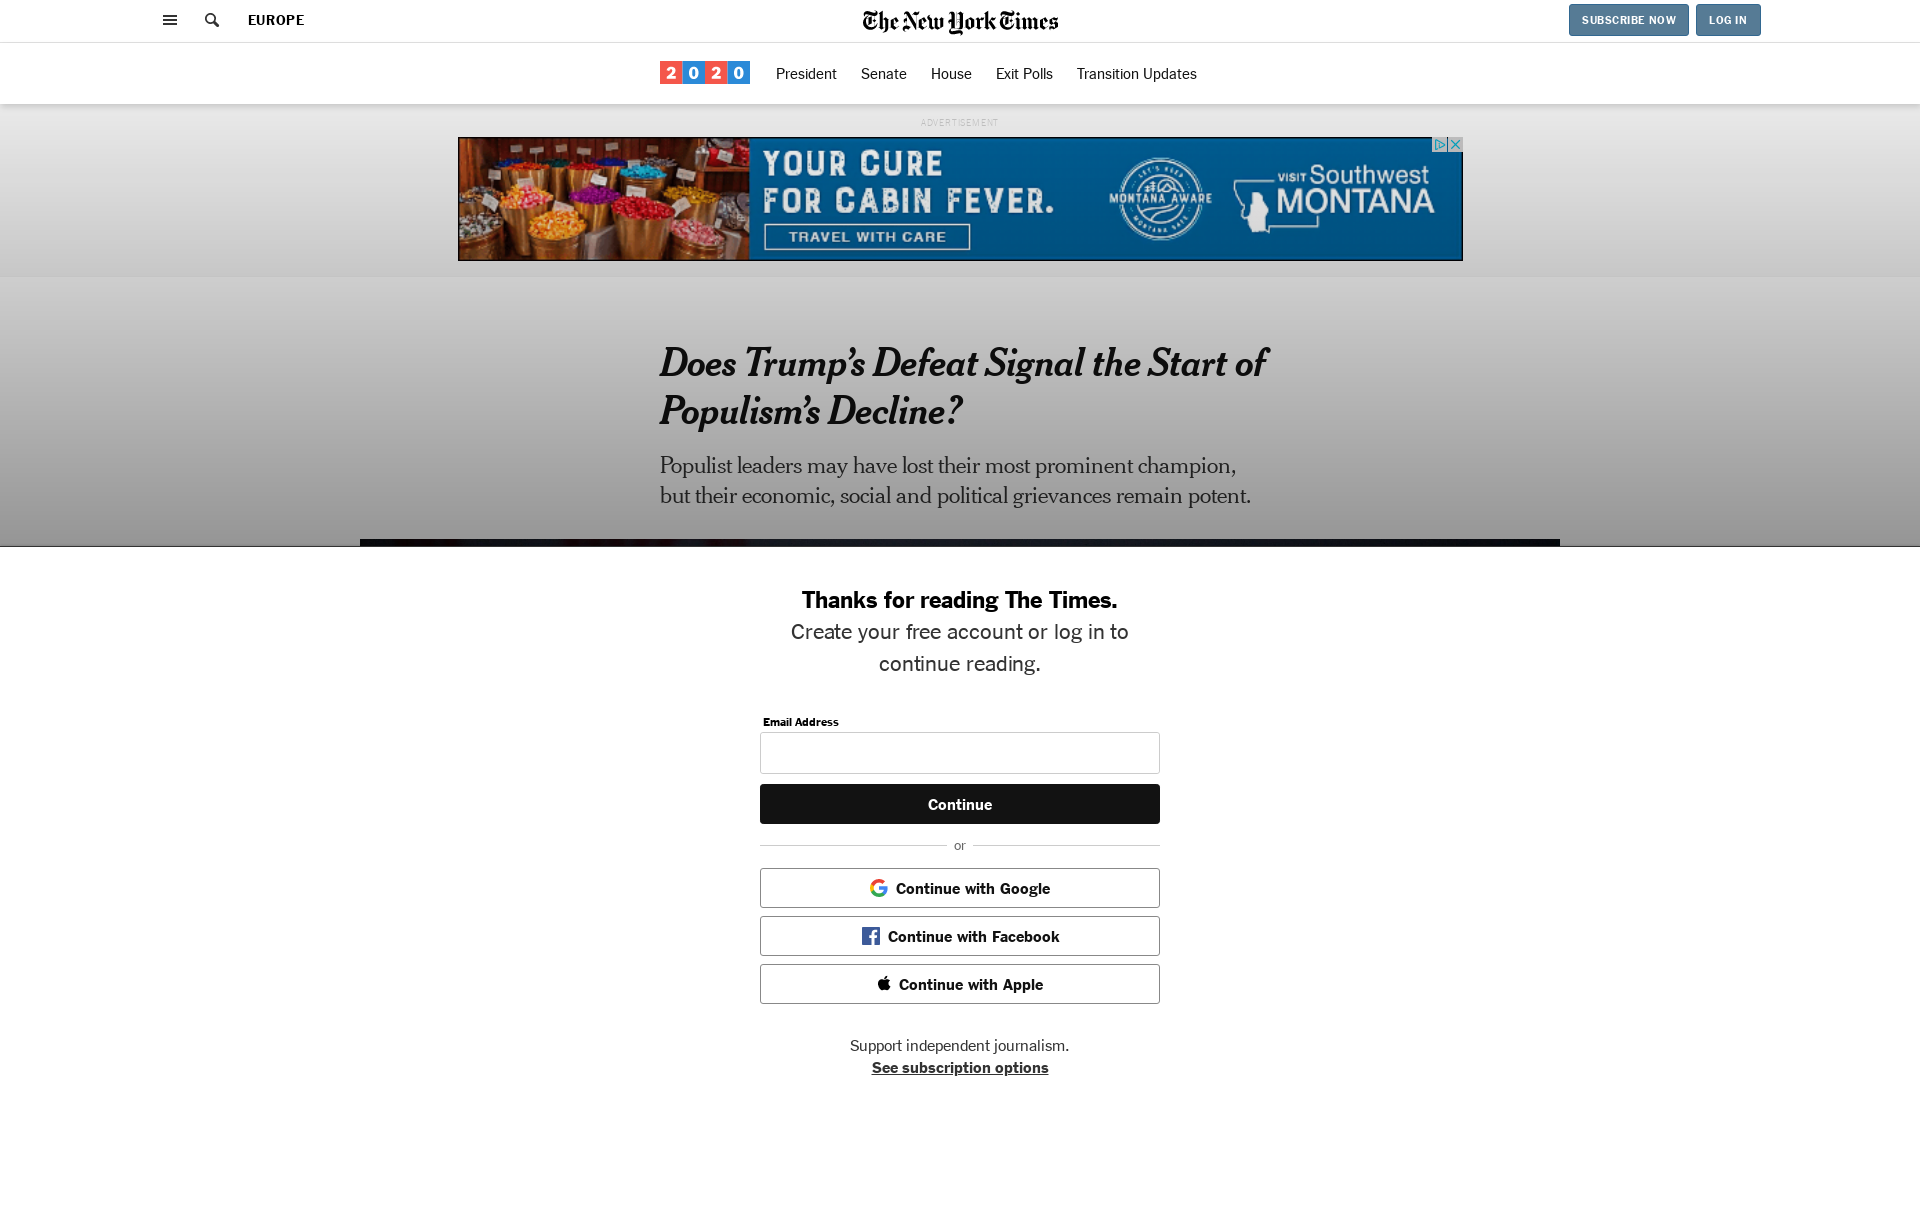 EUROPE
The New York Times
SUBSCRIBE NOW
LOG IN
2020
President
Senate
House
Exit Polls
Transition Updates
ADVERTISEMENT
YOUR CURE
FOR CABIN FEVER.
TRAVEL WITH CARE
LET'S KEEP
MONTANA AWARE
MONTANA SAFE
VISIT Southwest
MONTANA
Does Trump’s Defeat Signal the Start of
Populism’s Decline?
Populist leaders may have lost their most prominent champion,
but their economic, social and political grievances remain potent.
Thanks for reading The Times.
Create your free account or log in to
continue reading.
Email Address
Continue
or
Continue with Google
Continue with Facebook
Continue with Apple
Support independent journalism.
See subscription options